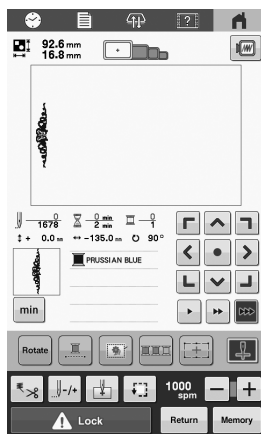 92.6 mm
16.8 mm
0
1678
0 min
2 min
0
1
+ 0.0 mm
-135.0 mm
90°
PRUSSIAN BLUE
min
Rotate
-/+
1000
spm
- +
Lock
Return
Memory